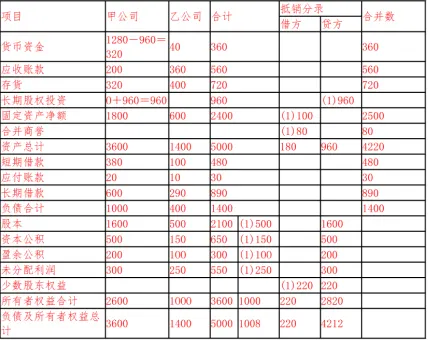 项目 甲公司 乙公司 合计 抵销分录 合并数
借方 贷方
货币资金 1280－960＝320 40 360 360
应收账款 200 360 560 560
存货 320 400 720 720
长期股权投资 0＋960＝960 960 (1)960
固定资产净额 1800 600 2400 (1)100 2500
合并商誉 (1)80 80
资产总计 3600 1400 5000 180 960 4220
短期借款 380 100 480 480
应付账款 20 10 30 30
长期借款 600 290 890 890
负债合计 1000 400 1400 1400
股本 1600 500 2100 (1)500 1600
资本公积 500 150 650 (1)150 500
盈余公积 200 100 300 (1)100 200
未分配利润 300 250 550 (1)250 300
少数股东权益 (1)220 220
所有者权益合计 2600 1000 3600 1000 220 2820
负债及所有者权益总计 3600 1400 5000 1008 220 4212